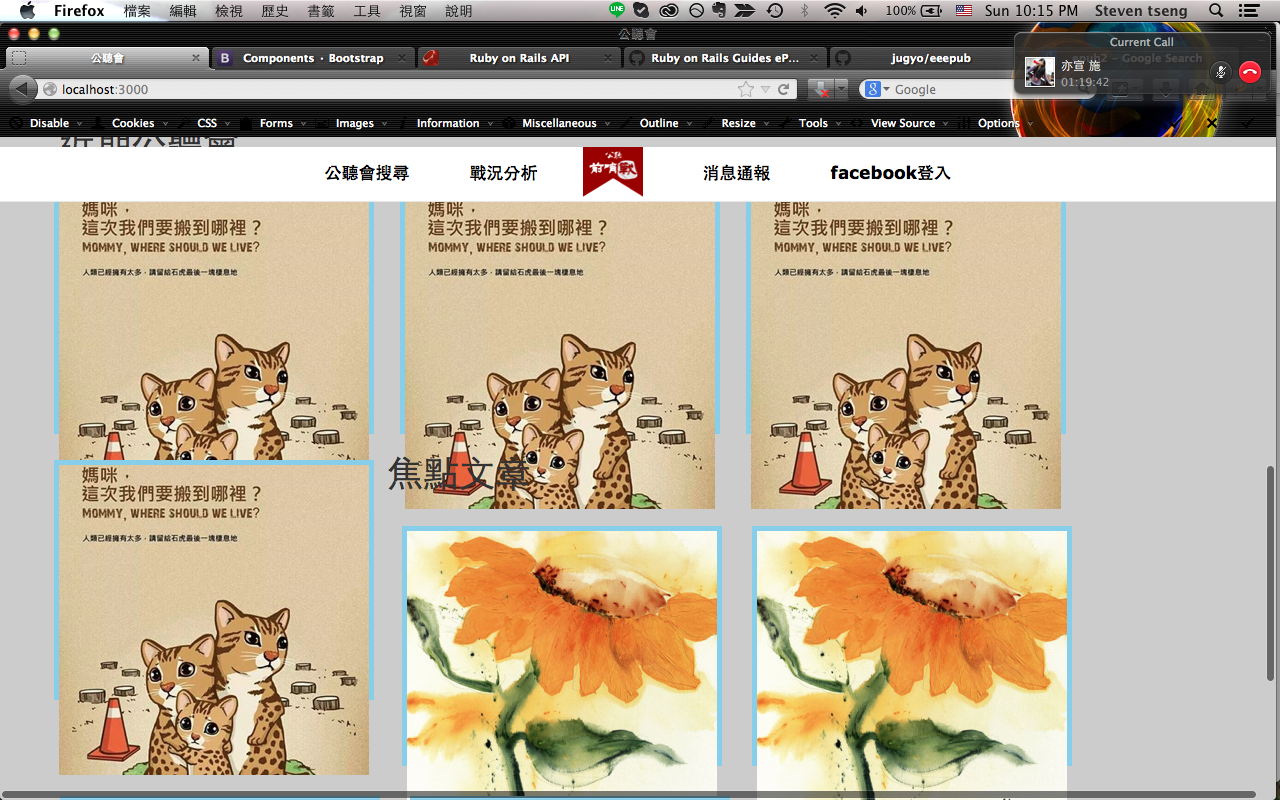 Firefox 檔案 編輯 檢視 歷史 書籤 工具 視窗 說明 100% Sun 10:15 PM Steven tseng
公聽會
公聽會 Components · Bootstrap Ruby on Rails API Ruby on Rails Guides eP... jugyo/eeepub
Current Call
亦宣 施
01:19:42
localhost:3000 Google
Disable Cookies CSS Forms Images Information Miscellaneous Outline Resize Tools View Source Options
近期公聽會
公聽會搜尋 戰況分析 公聽 前哨戰 消息通報 facebook登入
媽咪，
這次我們要搬到哪裡？
MOMMY, WHERE SHOULD WE LIVE?
人類已經擁有太多，請留給石虎最後一塊棲息地
媽咪，
這次我們要搬到哪裡？
MOMMY, WHERE SHOULD WE LIVE?
人類已經擁有太多，請留給石虎最後一塊棲息地
媽咪，
這次我們要搬到哪裡？
MOMMY, WHERE SHOULD WE LIVE?
人類已經擁有太多，請留給石虎最後一塊棲息地
焦點文章
媽咪，
這次我們要搬到哪裡？
MOMMY, WHERE SHOULD WE LIVE?
人類已經擁有太多，請留給石虎最後一塊棲息地